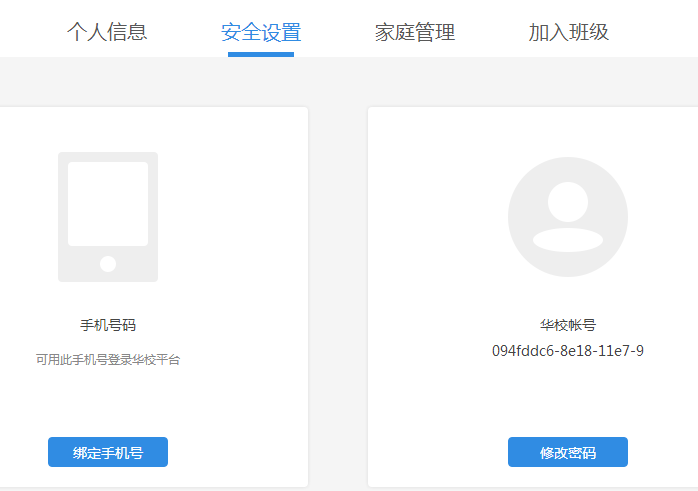 个人信息 安全设置 家庭管理 加入班级
手机号码
可用此手机号登录华校平台
绑定手机号
华校帐号
094fddc6-8e18-11e7-9
修改密码